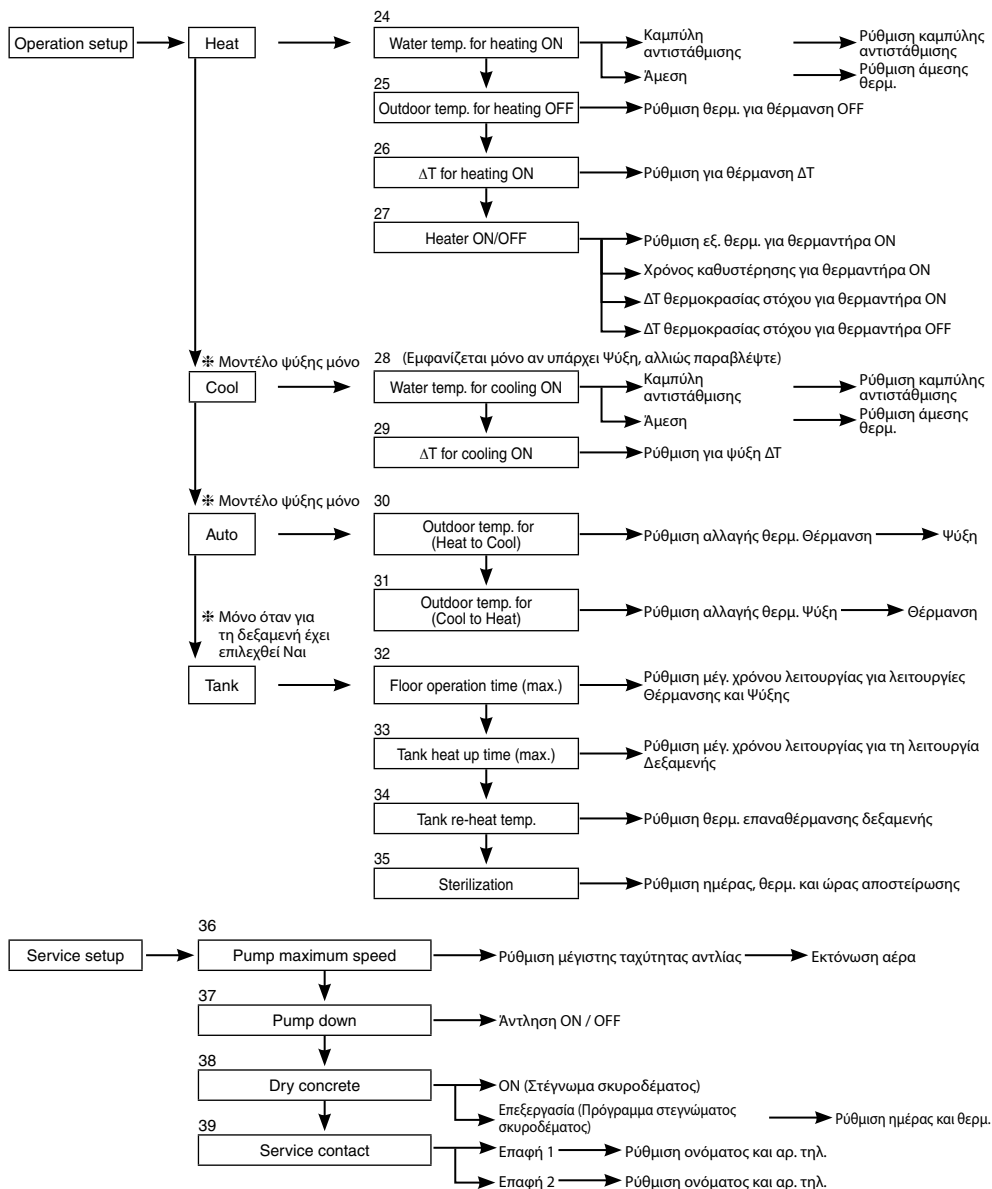 Operation setup
Heat
24
Water temp. for heating ON
Καμπύλη
αντιστάθμισης
Ρύθμιση καμπύλης
αντιστάθμισης
Άμεση
Ρύθμιση άμεσης
θερμ.
25
Outdoor temp. for heating OFF
Ρύθμιση θερμ. για θέρμανση OFF
26
ΔT for heating ON
Ρύθμιση για θέρμανση ΔΤ
27
Heater ON/OFF
Ρύθμιση εξ. θερμ. για θερμαντήρα ON
Χρόνος καθυστέρησης για θερμαντήρα ON
ΔΤ θερμοκρασίας στόχου για θερμαντήρα ON
ΔΤ θερμοκρασίας στόχου για θερμαντήρα OFF
❉ Μοντέλο ψύξης μόνο
Cool
28 (Εμφανίζεται μόνο αν υπάρχει Ψύξη, αλλιώς παραβλέψτε)
Water temp. for cooling ON
Καμπύλη
αντιστάθμισης
Ρύθμιση καμπύλης
αντιστάθμισης
Άμεση
Ρύθμιση άμεσης
θερμ.
29
ΔT for cooling ON
Ρύθμιση για ψύξη ΔΤ
❉ Μοντέλο ψύξης μόνο
Auto
30
Outdoor temp. for
(Heat to Cool)
Ρύθμιση αλλαγής θερμ. Θέρμανση Ψύξη
31
Outdoor temp. for
(Cool to Heat)
Ρύθμιση αλλαγής θερμ. Ψύξη Θέρμανση
❉ Μόνο όταν για
τη δεξαμενή έχει
επιλεχθεί Ναι
Tank
32
Floor operation time (max.)
Ρύθμιση μέγ. χρόνου λειτουργίας για λειτουργίες
Θέρμανσης και Ψύξης
33
Tank heat up time (max.)
Ρύθμιση μέγ. χρόνου λειτουργίας για τη λειτουργία
Δεξαμενής
34
Tank re-heat temp.
Ρύθμιση θερμ. επαναθέρμανσης δεξαμενής
35
Sterilization
Ρύθμιση ημέρας, θερμ. και ώρας αποστείρωσης
Service setup
36
Pump maximum speed
Ρύθμιση μέγιστης ταχύτητας αντλίας Εκτόνωση αέρα
37
Pump down
Άντληση ON / OFF
38
Dry concrete
ON (Στέγνωμα σκυροδέματος)
Επεξεργασία (Πρόγραμμα στεγνώματος
σκυροδέματος)
Ρύθμιση ημέρας και θερμ.
39
Service contact
Επαφή 1 Ρύθμιση ονόματος και αρ. τηλ.
Επαφή 2 Ρύθμιση ονόματος και αρ. τηλ.